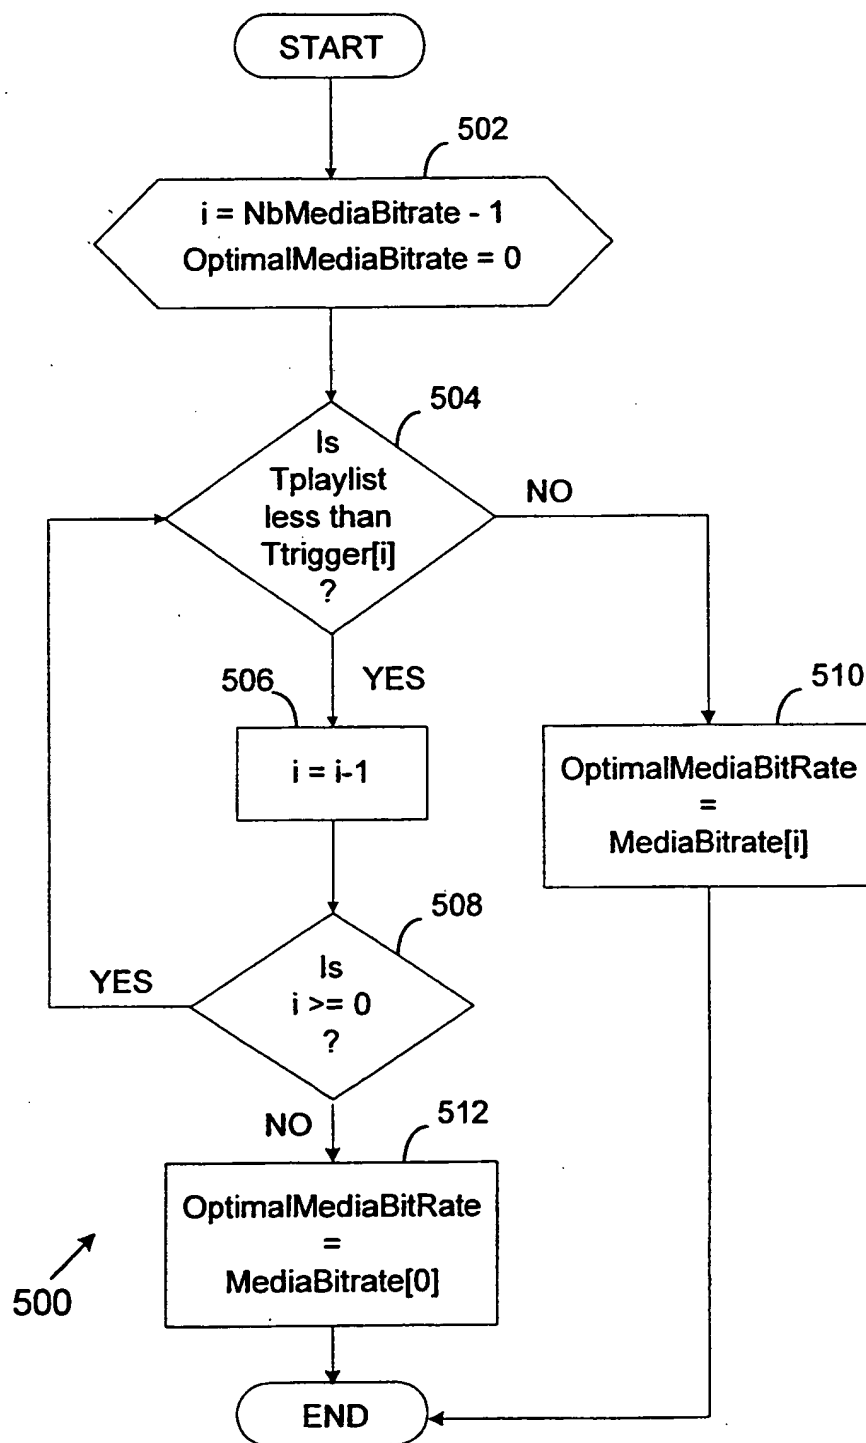 START
502
i = NbMediaBitrate - 1
OptimalMediaBitrate = 0
504
Is
Tplaylist
less than
Ttrigger[i]
?
NO
YES
506
i = i-1
510
OptimalMediaBitRate
=
MediaBitrate[i]
508
Is
i >= 0
?
YES
NO
512
OptimalMediaBitRate
=
MediaBitrate[0]
500
END